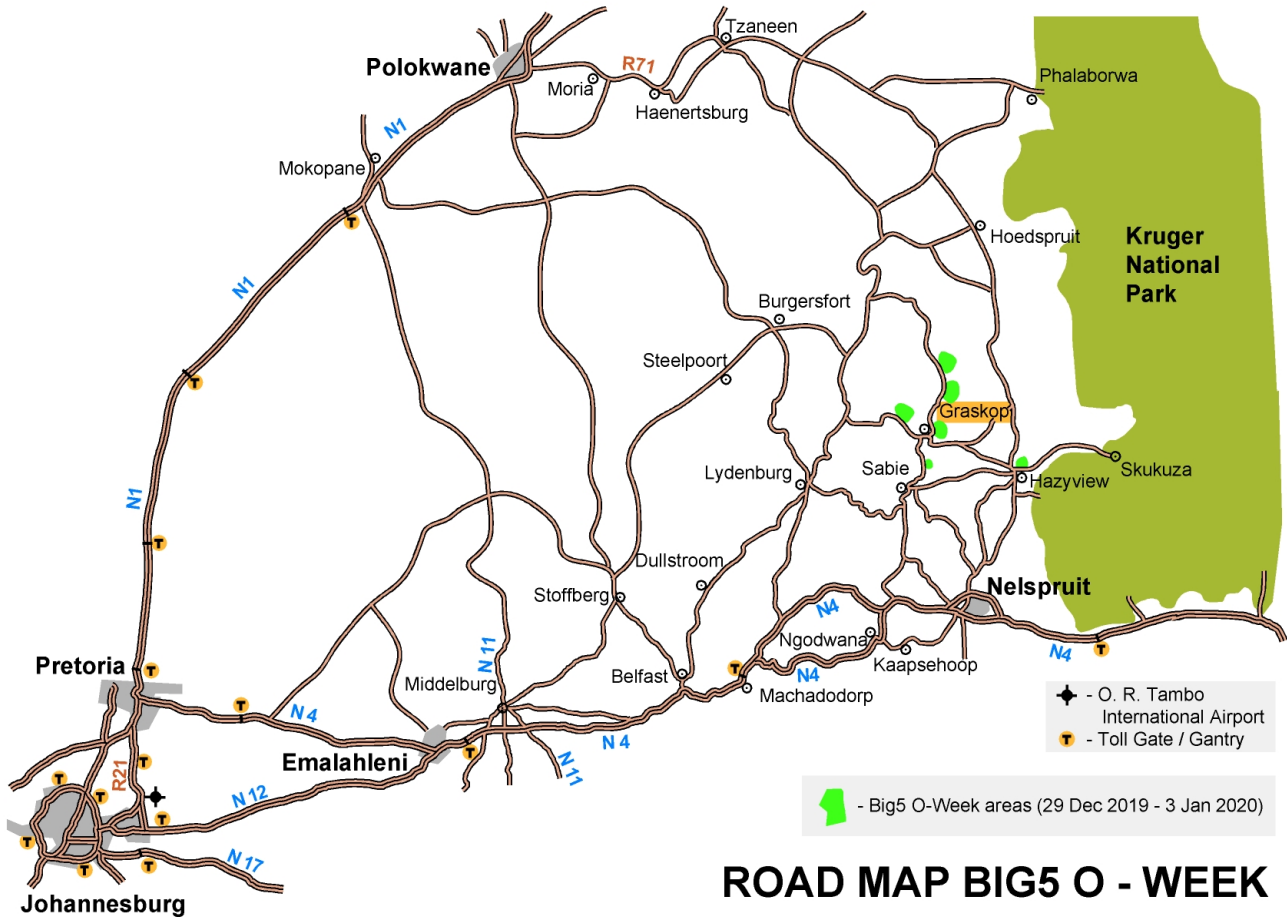 Tzaneen
Polokwane
R71
Phalaborwa
Moria
Haenertsburg
N1
Mokopane
T
Hoedspruit
Kruger
National
Park
N1
Burgersfort
Steelpoort
T
Graskop
N1
Lydenburg
Sabie
Skukuza
Hazyview
T
Dullstroom
Stoffberg
Nelspruit
N4
Ngodwana
N 11
Pretoria
T
Belfast
T
Kaapsehoop
N4
T
Middelburg
N4
Machadodorp
T
N 4
- O. R. Tambo
International Airport
- Toll Gate / Gantry
T
Emalahleni
T
N 4
N 11
R21
T
T
T
N 12
T
- Big5 O-Week areas (29 Dec 2019 - 3 Jan 2020)
T
T
T
N 17
Johannesburg
ROAD MAP BIG5 O - WEEK